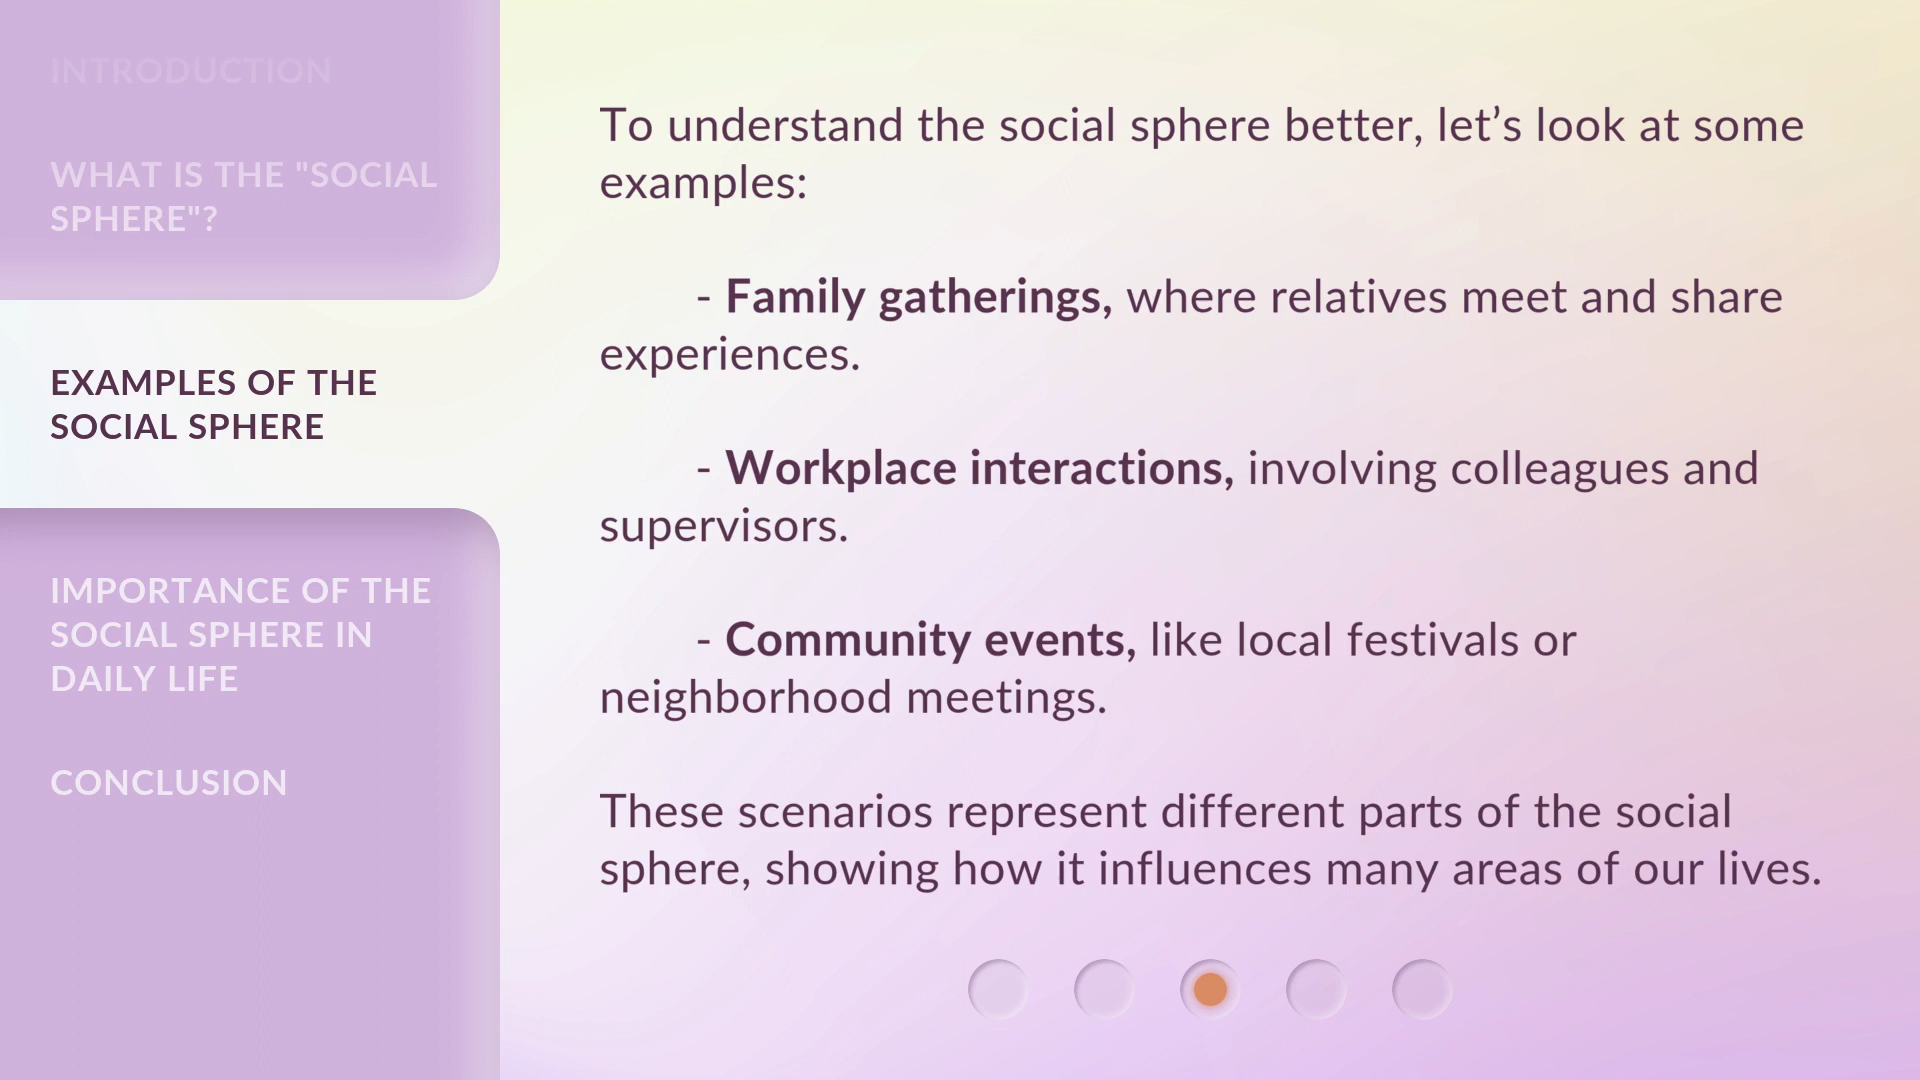 INTRODUCTION
WHAT IS THE "SOCIAL
SPHERE"?
EXAMPLES OF THE
SOCIAL SPHERE
IMPORTANCE OF THE
SOCIAL SPHERE IN
DAILY LIFE
CONCLUSION
To understand the social sphere better, let’s look at some
examples:
- Family gatherings, where relatives meet and share
experiences.
- Workplace interactions, involving colleagues and
supervisors.
- Community events, like local festivals or
neighborhood meetings.
These scenarios represent different parts of the social
sphere, showing how it influences many areas of our lives.